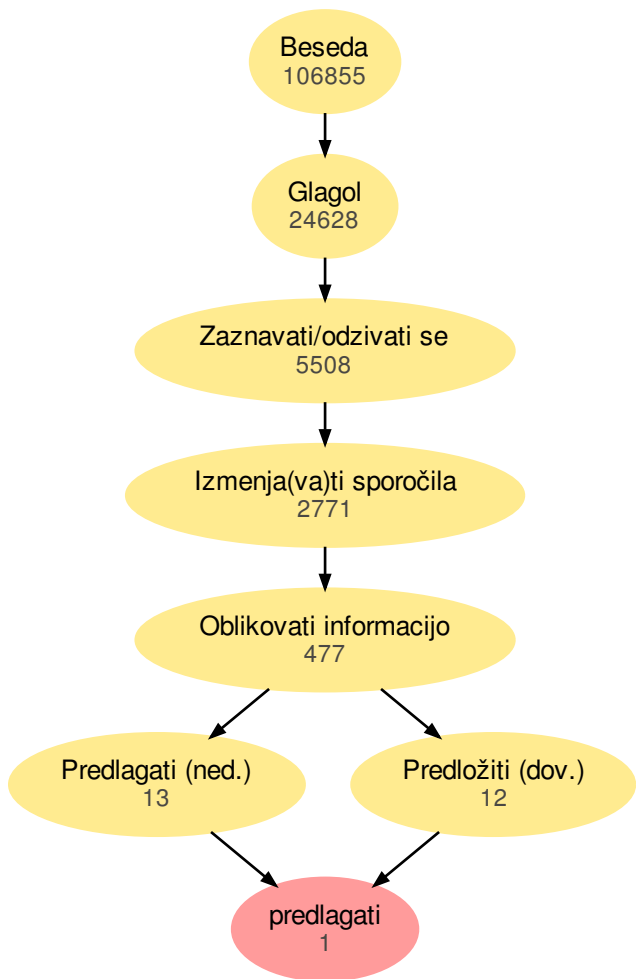 Beseda
106855
Glagol
24628
Zaznavati/odzivati se
5508
Izmenja(va)ti sporočila
2771
Oblikovati informacijo
477
Predlagati (ned.)
13
Predložiti (dov.)
12
predlagati
1